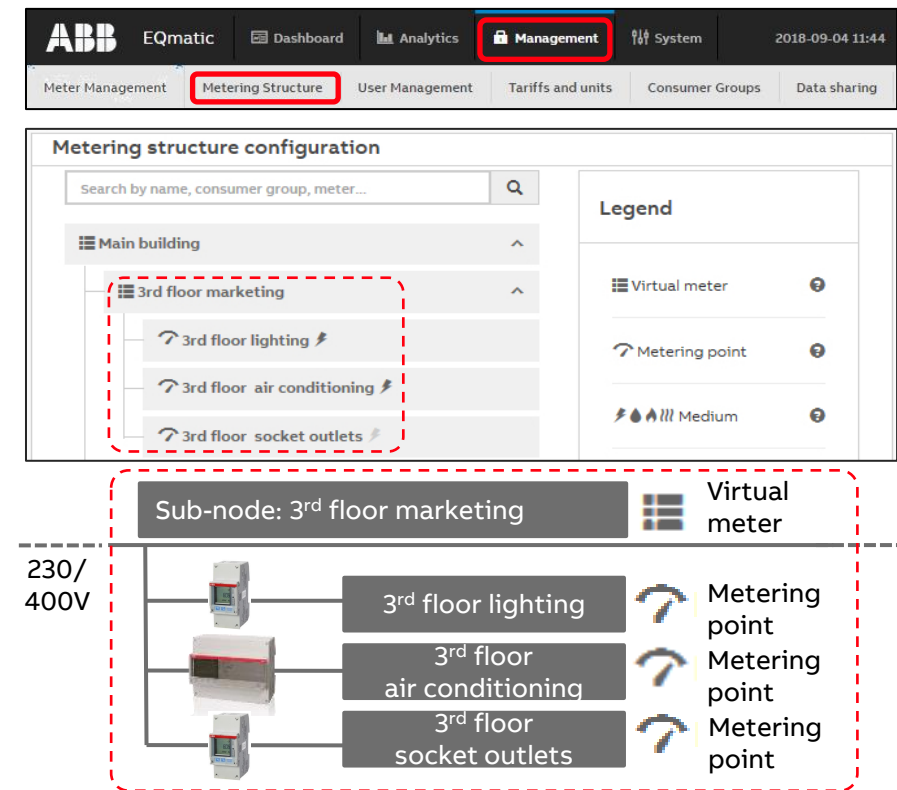 ABB EQmatic Dashboard Analytics Management System 2018-09-04 11:44
Meter Management Metering Structure User Management Tariffs and units Consumer Groups Data sharing
Metering structure configuration
Search by name, consumer group, meter...
Legend
Main building
3rd floor marketing
Virtual meter
3rd floor lighting
Metering point
3rd floor air conditioning
Medium
3rd floor socket outlets
Sub-node: 3rd floor marketing
Virtual
meter
230/
400V
3rd floor lighting
Metering
point
3rd floor
air conditioning
Metering
point
3rd floor
socket outlets
Metering
point